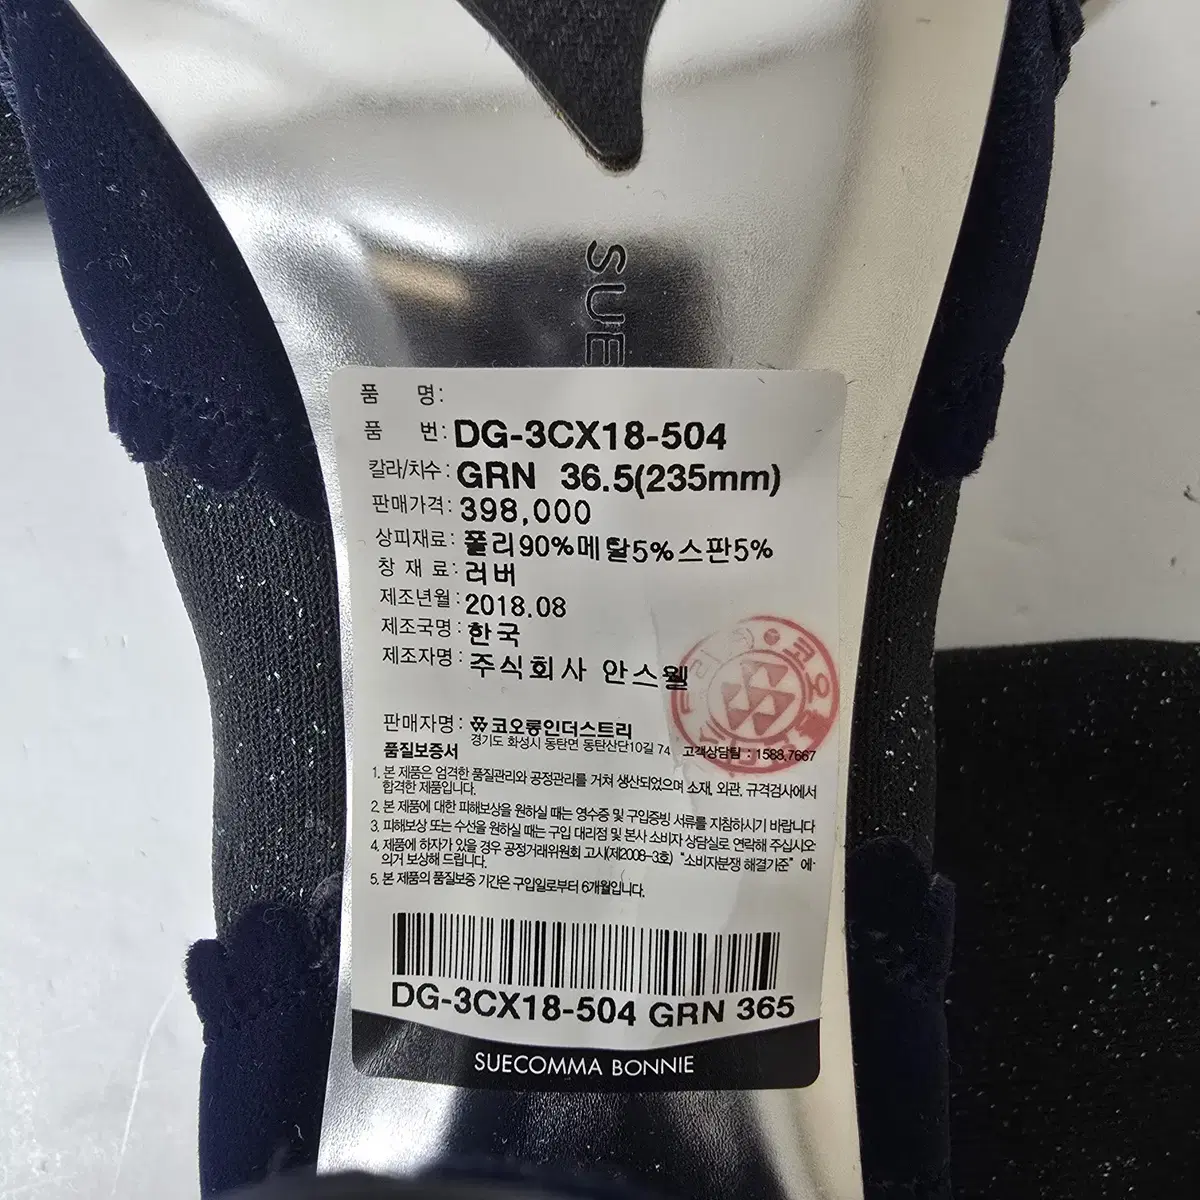 SUE
품 명:
품 번: DG-3CX18-504
칼라/치수: GRN 36.5(235mm)
판매가격: 398,000
상피재료: 폴리90%메탈5%스판5%
창 재 료: 러버
제조년월: 2018.08
제조국명: 한국
제조자명: 주식회사 안스웰
판매자명: 코오롱인더스트리
경기도 화성시 동탄면 동탄산단10길 74 고객상담팀 : 1588.7667
품질보증서
1. 본 제품은 엄격한 품질관리와 공정관리를 거쳐 생산되었으며 소재, 외관, 규격검사에서
합격한 제품입니다.
2. 본 제품에 대한 피해보상을 원하실 때는 영수증 및 구입증빙 서류를 지참하시기 바랍니다
3. 피해보상 또는 수선을 원하실 때는 구입 대리점 및 본사 소비자 상담실로 연락해 주십시오
4. 제품에 하자가 있을 경우 공정거래위원회 고시(제2008-3호) "소비자분쟁 해결기준" 에
의거 보상해 드립니다.
5. 본 제품의 품질보증 기간은 구입일로부터 6개월입니다.
DG-3CX18-504 GRN 365
SUECOMMA BONNIE